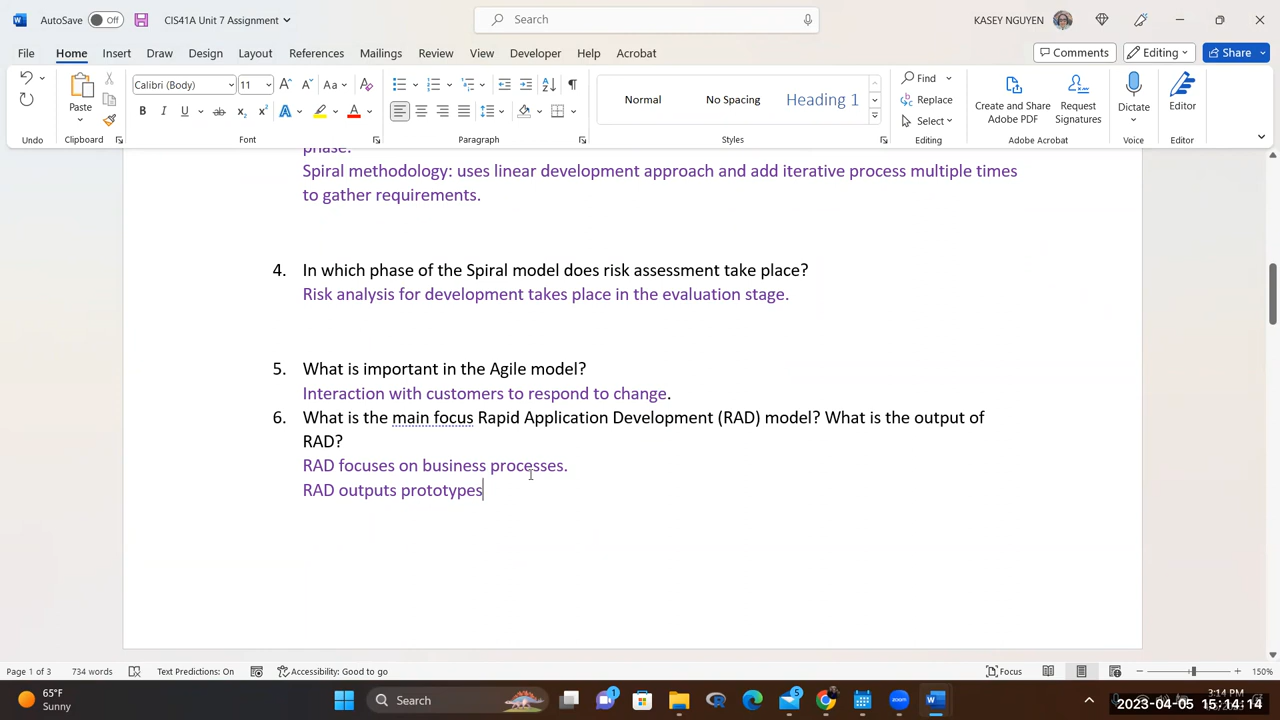 AutoSave Off CIS41A Unit 7 Assignment Search KASEY NGUYEN
File Home Insert Draw Design Layout References Mailings Review View Developer Help Acrobat Comments Editing Share
Calibri (Body) 11 Aa Find
Paste Normal No Spacing Heading 1 Replace Create and Share Adobe PDF Request Signatures Dictate Editor
B I U ab x₂ x² A A Select
Undo Clipboard Font Paragraph Styles Editing Adobe Acrobat Voice Editor
phase.
Spiral methodology: uses linear development approach and add iterative process multiple times
to gather requirements.
4. In which phase of the Spiral model does risk assessment take place?
Risk analysis for development takes place in the evaluation stage.
5. What is important in the Agile model?
Interaction with customers to respond to change.
6. What is the main focus Rapid Application Development (RAD) model? What is the output of
RAD?
RAD focuses on business processes.
RAD outputs prototypes
Page 1 of 3 734 words Text Predictions: On Accessibility: Good to go Focus 150%
65°F
Sunny
Search
1
5
3:14 PM
2023-04-05 15:14:14